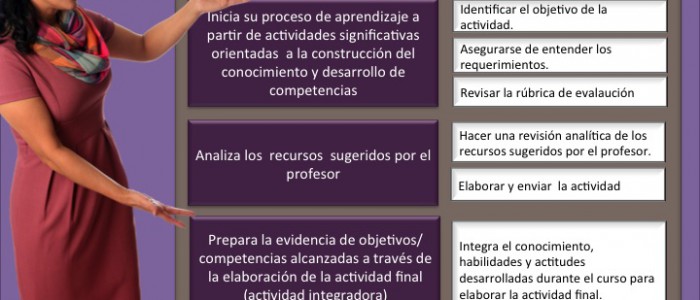 Inicia su proceso de aprendizaje a
partir de actividades significativas
orientadas a la construcción del
conocimiento y desarrollo de
competencias
Identificar el objetivo de la
actividad.
Asegurarse de entender los
requerimientos.
Revisar la rúbrica de evalaución
Analiza los recursos sugeridos por el
profesor
Hacer una revisión analítica de los
recursos sugeridos por el profesor.
Elaborar y enviar la actividad
Prepara la evidencia de objetivos/
competencias alcanzadas a través de
la elaboración de la actividad final
(actividad integradora)
Integra el conocimiento,
habilidades y actitudes
desarrolladas durante el curso para
elaborar la actividad final.